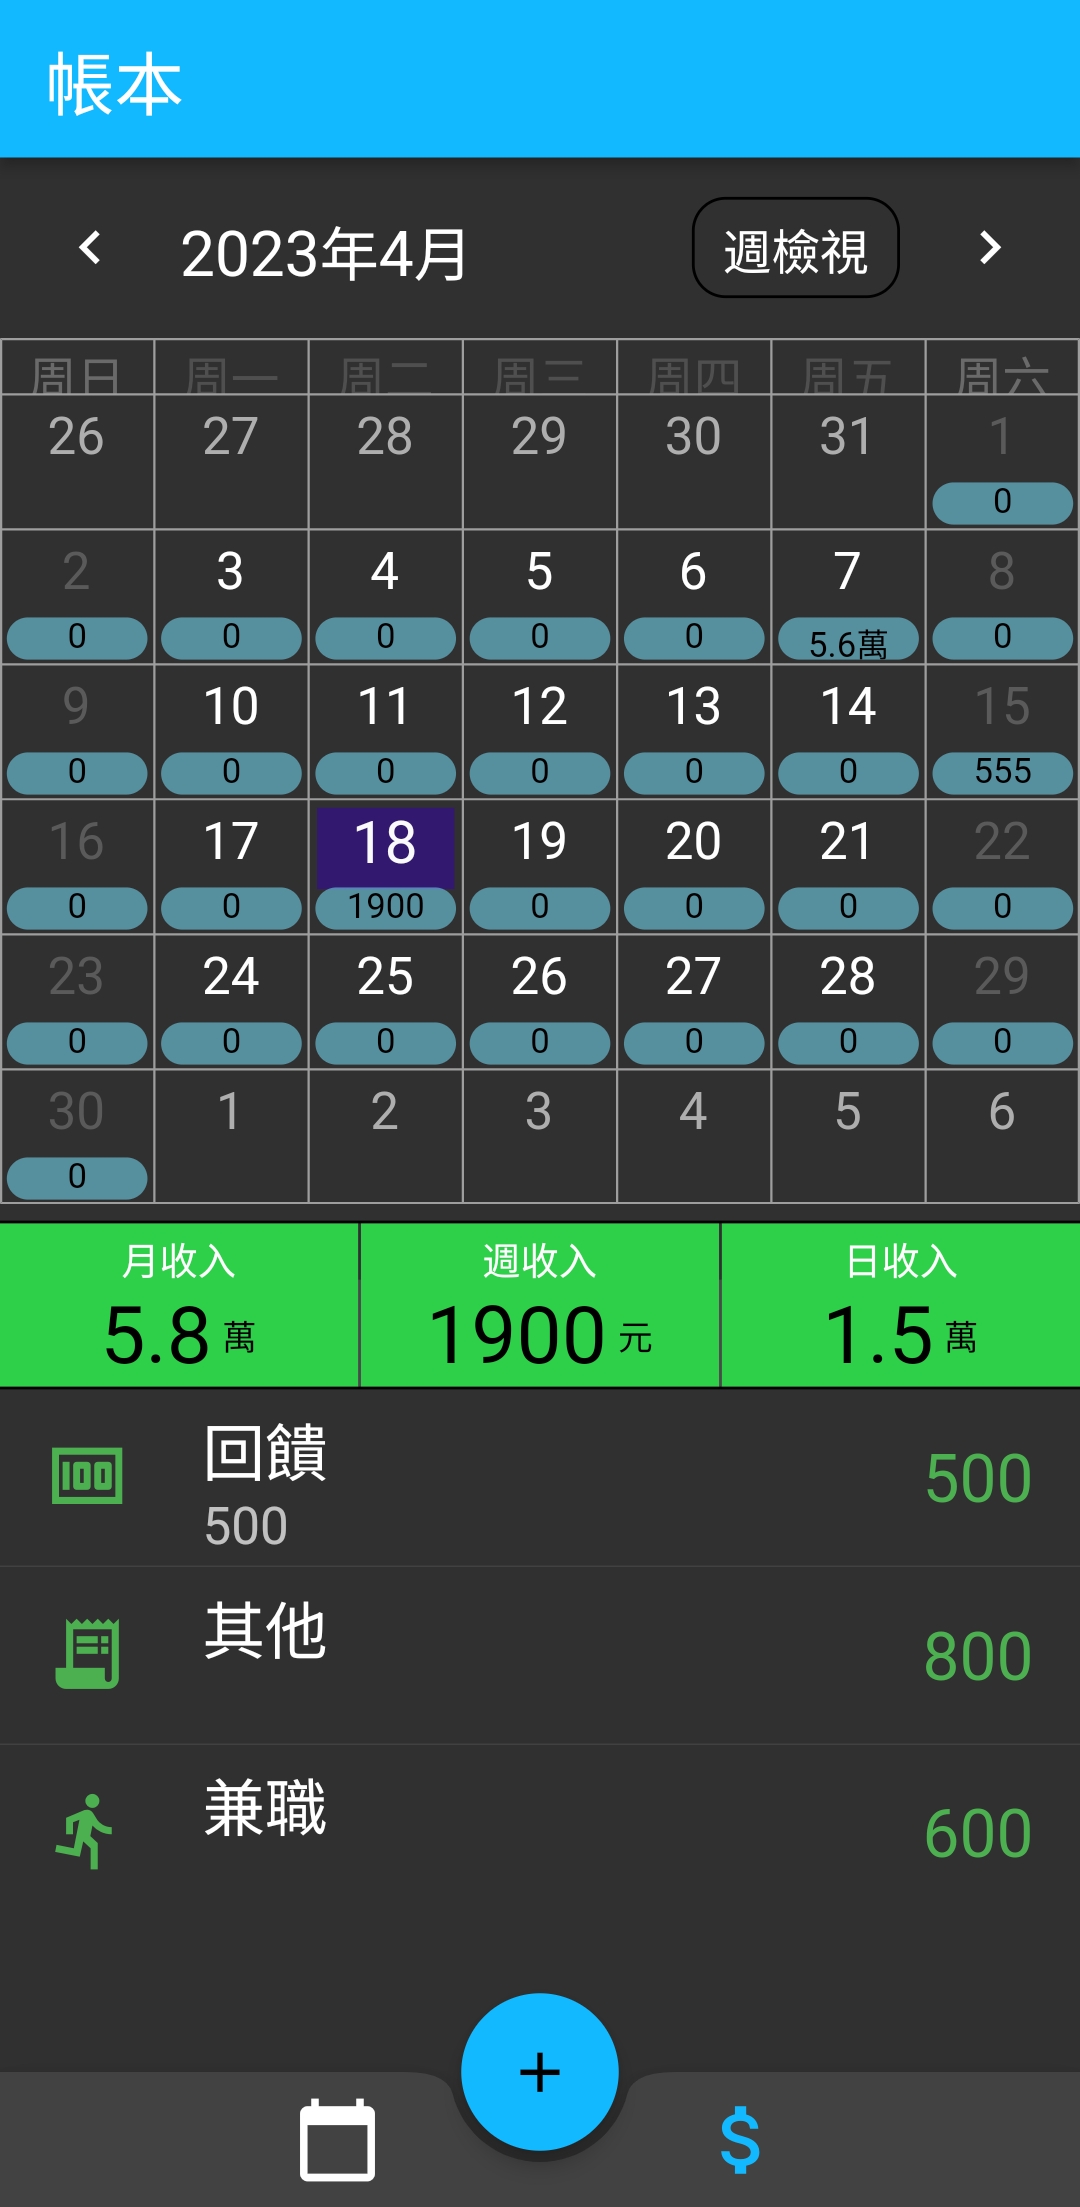 帳本
2023年4月 週檢視
周日 周一 周二 周三 周四 周五 周六
26 27 28 29 30 31 1
0
2 3 4 5 6 7 8
0 0 0 0 0 5.6萬 0
9 10 11 12 13 14 15
0 0 0 0 0 0 555
16 17 18 19 20 21 22
0 0 1900 0 0 0 0
23 24 25 26 27 28 29
0 0 0 0 0 0 0
30 1 2 3 4 5 6
0
月收入 週收入 日收入
5.8 萬 1900 元 1.5 萬
100 回饋 500
500
其他 800
兼職 600
+
$